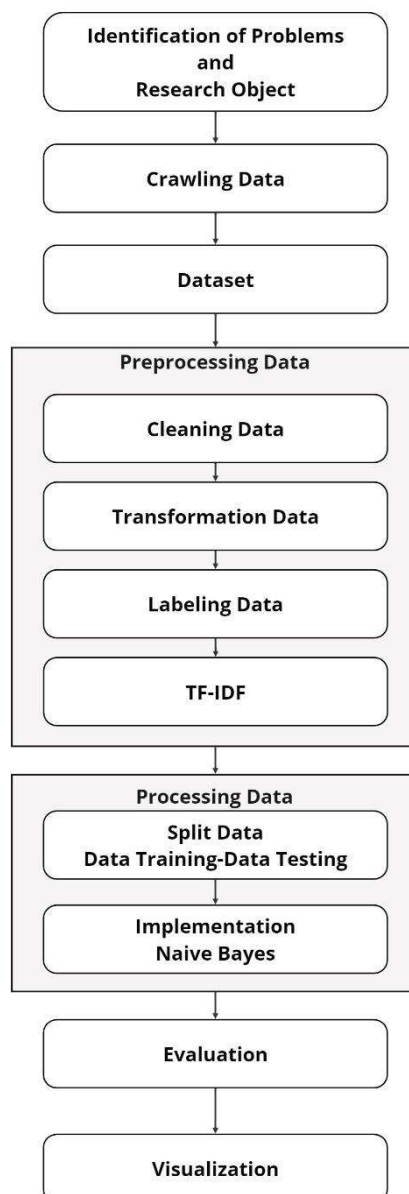 Identification of Problems
and
Research Object
Crawling Data
Dataset
Preprocessing Data
Cleaning Data
Transformation Data
Labeling Data
TF-IDF
Processing Data
Split Data
Data Training-Data Testing
Implementation
Naive Bayes
Evaluation
Visualization